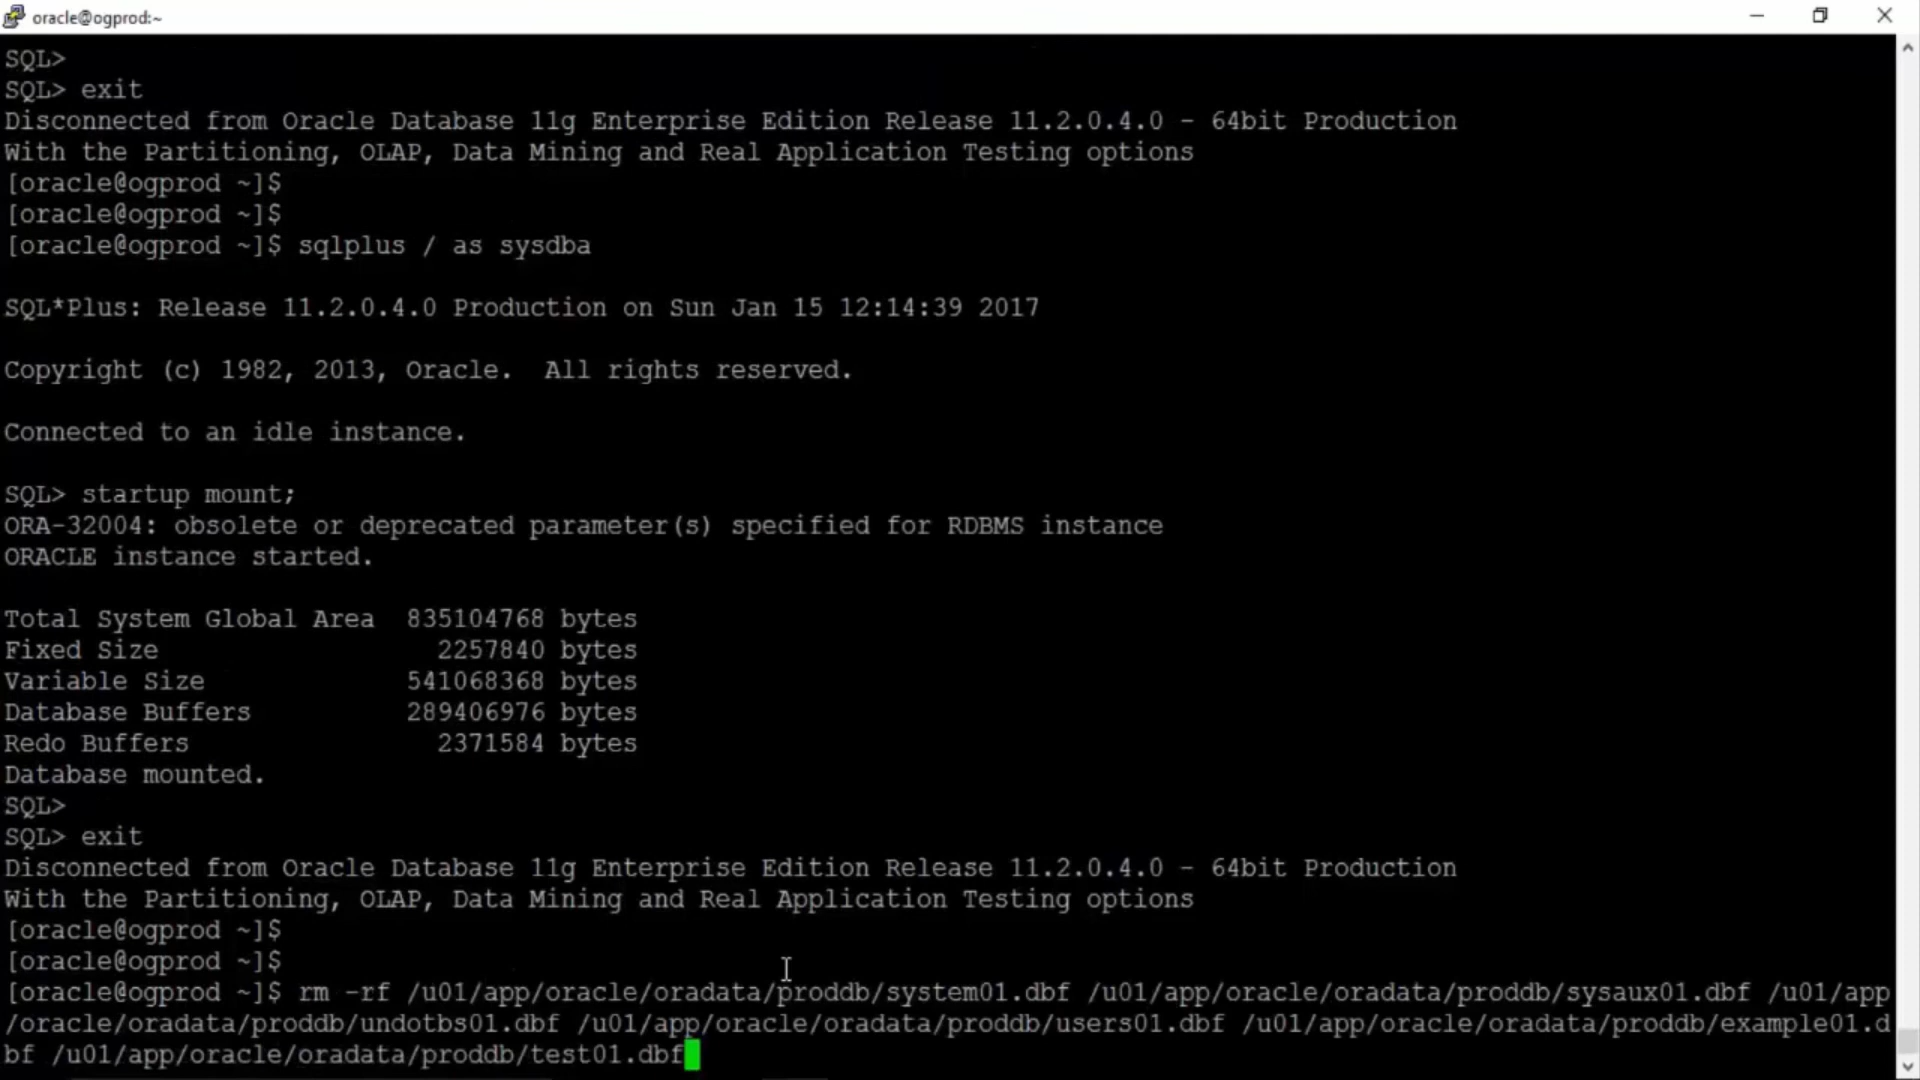 oracle@ogprod:~
SQL>
SQL> exit
Disconnected from Oracle Database 11g Enterprise Edition Release 11.2.0.4.0 - 64bit Production
With the Partitioning, OLAP, Data Mining and Real Application Testing options
[oracle@ogprod ~]$
[oracle@ogprod ~]$
[oracle@ogprod ~]$ sqlplus / as sysdba
SQL*Plus: Release 11.2.0.4.0 Production on Sun Jan 15 12:14:39 2017
Copyright (c) 1982, 2013, Oracle.  All rights reserved.
Connected to an idle instance.
SQL> startup mount;
ORA-32004: obsolete or deprecated parameter(s) specified for RDBMS instance
ORACLE instance started.
Total System Global Area  835104768 bytes
Fixed Size                  2257840 bytes
Variable Size             541068368 bytes
Database Buffers          289406976 bytes
Redo Buffers                2371584 bytes
Database mounted.
SQL>
SQL> exit
Disconnected from Oracle Database 11g Enterprise Edition Release 11.2.0.4.0 - 64bit Production
With the Partitioning, OLAP, Data Mining and Real Application Testing options
[oracle@ogprod ~]$
[oracle@ogprod ~]$
[oracle@ogprod ~]$ rm -rf /u01/app/oracle/oradata/proddb/system01.dbf /u01/app/oracle/oradata/proddb/sysaux01.dbf /u01/app
/oracle/oradata/proddb/undotbs01.dbf /u01/app/oracle/oradata/proddb/users01.dbf /u01/app/oracle/oradata/proddb/example01.d
bf /u01/app/oracle/oradata/proddb/test01.dbf